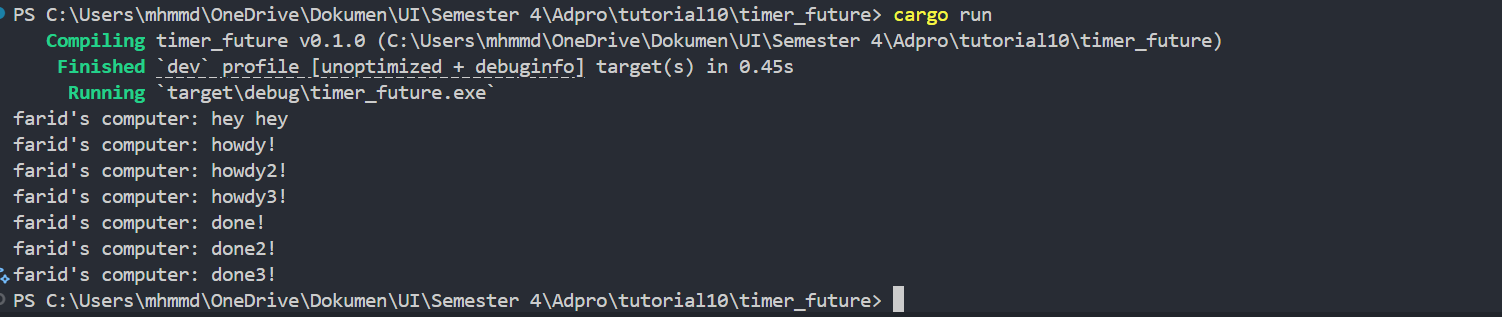 PS C:\Users\mhmmd\OneDrive\Dokumen\UI\Semester 4\Adpro\tutorial10\timer_future> cargo run
Compiling timer_future v0.1.0 (C:\Users\mhmmd\OneDrive\Dokumen\UI\Semester 4\Adpro\tutorial10\timer_future)
Finished `dev` profile [unoptimized + debuginfo] target(s) in 0.45s
Running `target\debug\timer_future.exe`
farid's computer: hey hey
farid's computer: howdy!
farid's computer: howdy2!
farid's computer: howdy3!
farid's computer: done!
farid's computer: done2!
farid's computer: done3!
PS C:\Users\mhmmd\OneDrive\Dokumen\UI\Semester 4\Adpro\tutorial10\timer_future>